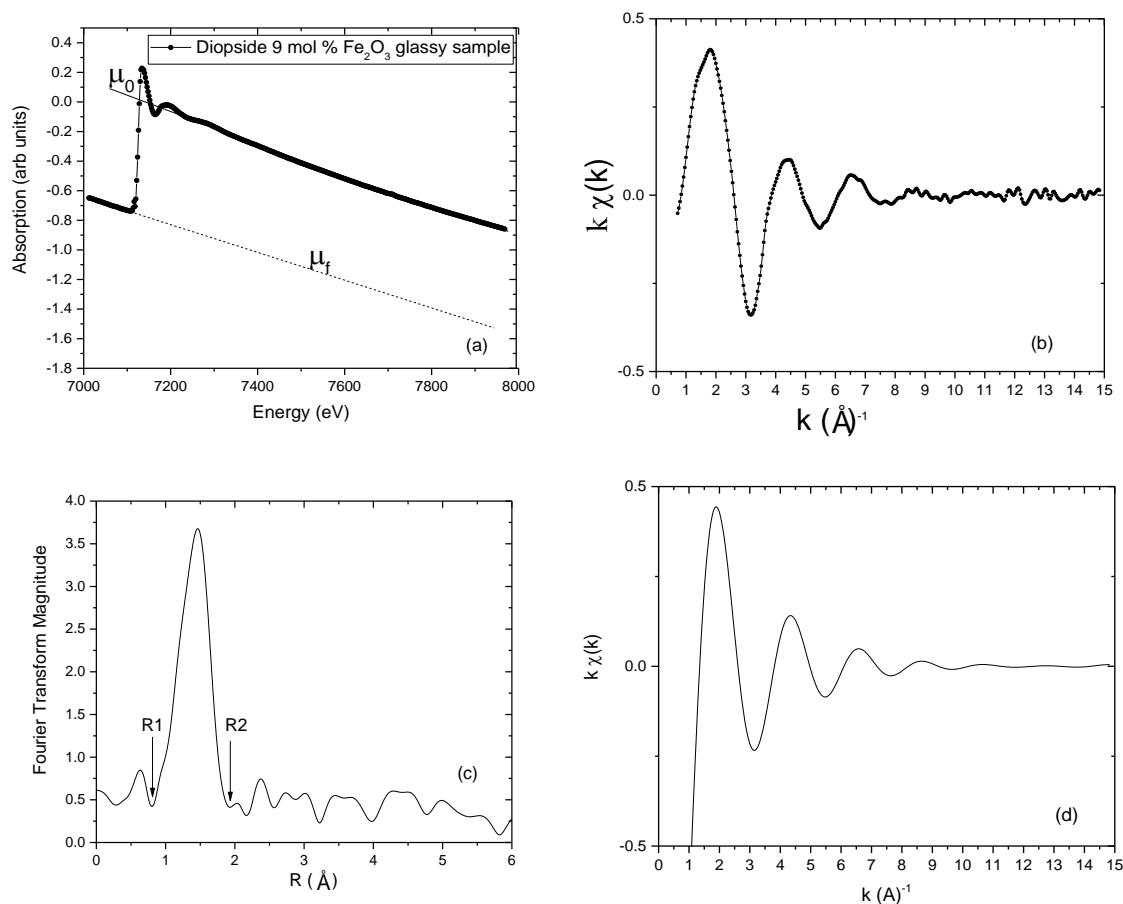 Diopside 9 mol % Fe₂O₃ glassy sample
μ₀
μf
(a)
0.4
0.2
0.0
-0.2
-0.4
-0.6
-0.8
-1.0
-1.2
-1.4
-1.6
-1.8
Absorption (arb units)
7000 7200 7400 7600 7800 8000
Energy (eV)
0.5
0.0
-0.5
k χ(k)
(b)
0 1 2 3 4 5 6 7 8 9 10 11 12 13 14 15
k (Å)⁻¹
4.0
3.5
3.0
2.5
2.0
1.5
1.0
0.5
0.0
Fourier Transform Magnitude
R1
R2
(c)
0 1 2 3 4 5 6
R (Å)
0.5
0.0
-0.5
k χ(k)
(d)
0 1 2 3 4 5 6 7 8 9 10 11 12 13 14 15
k (A)⁻¹